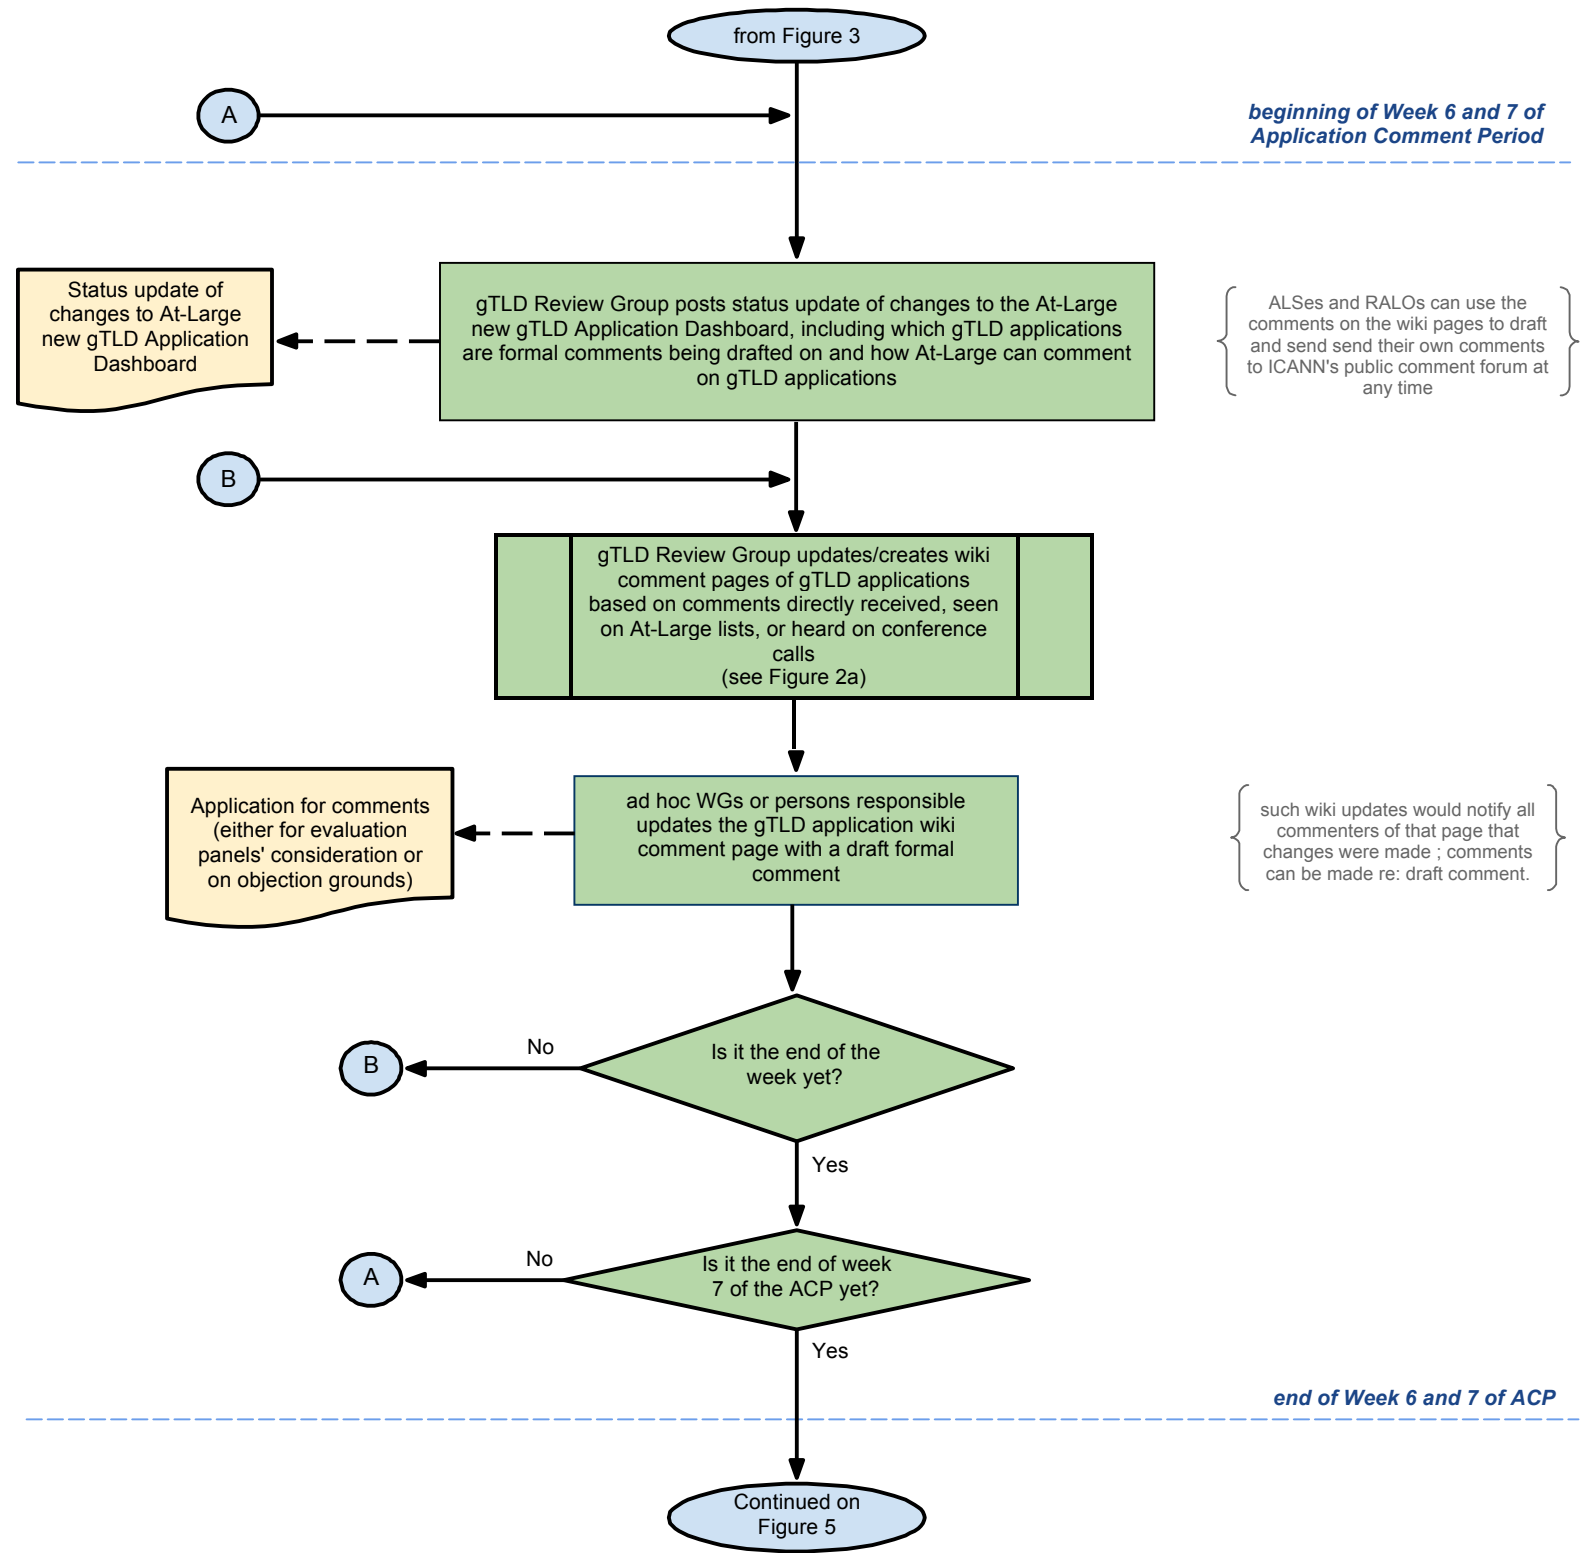 from Figure 3
A
beginning of Week 6 and 7 of
Application Comment Period
Status update of
changes to At-Large
new gTLD Application
Dashboard
gTLD Review Group posts status update of changes to the At-Large
new gTLD Application Dashboard, including which gTLD applications
are formal comments being drafted on and how At-Large can comment
on gTLD applications
ALSes and RALOs can use the
comments on the wiki pages to draft
and send send their own comments
to ICANN's public comment forum at
any time
B
gTLD Review Group updates/creates wiki
comment pages of gTLD applications
based on comments directly received, seen
on At-Large lists, or heard on conference
calls
(see Figure 2a)
Application for comments
(either for evaluation
panels' consideration or
on objection grounds)
ad hoc WGs or persons responsible
updates the gTLD application wiki
comment page with a draft formal
comment
such wiki updates would notify all
commenters of that page that
changes were made ; comments
can be made re: draft comment.
B
No
Is it the end of the
week yet?
Yes
A
No
Is it the end of week
7 of the ACP yet?
Yes
end of Week 6 and 7 of ACP
Continued on
Figure 5